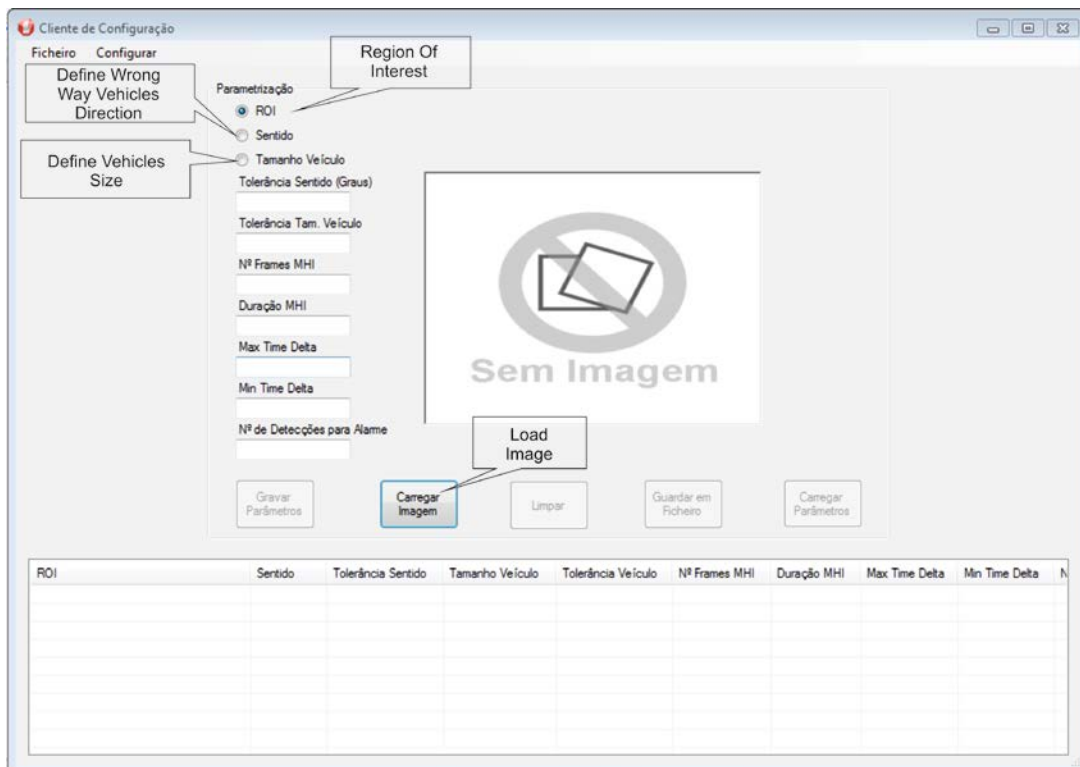 Cliente de Configuração
Ficheiro Configurar
Region Of
Interest
Define Wrong
Way Vehicles
Direction
Define Vehicles
Size
Parametrização
ROI
Sentido
Tamanho Veículo
Tolerância Sentido (Graus)
Tolerância Tam. Veículo
Nº Frames MHI
Duração MHI
Max Time Delta
Min Time Delta
Nº de Detecções para Alarme
Sem Imagem
Load
Image
Gravar
Parâmetros
Carregar
Imagem
Limpar
Guardar em
Ficheiro
Carregar
Parâmetros
ROI Sentido Tolerância Sentido Tamanho Veículo Tolerância Veículo Nº Frames MHI Duração MHI Max Time Delta Min Time Delta N